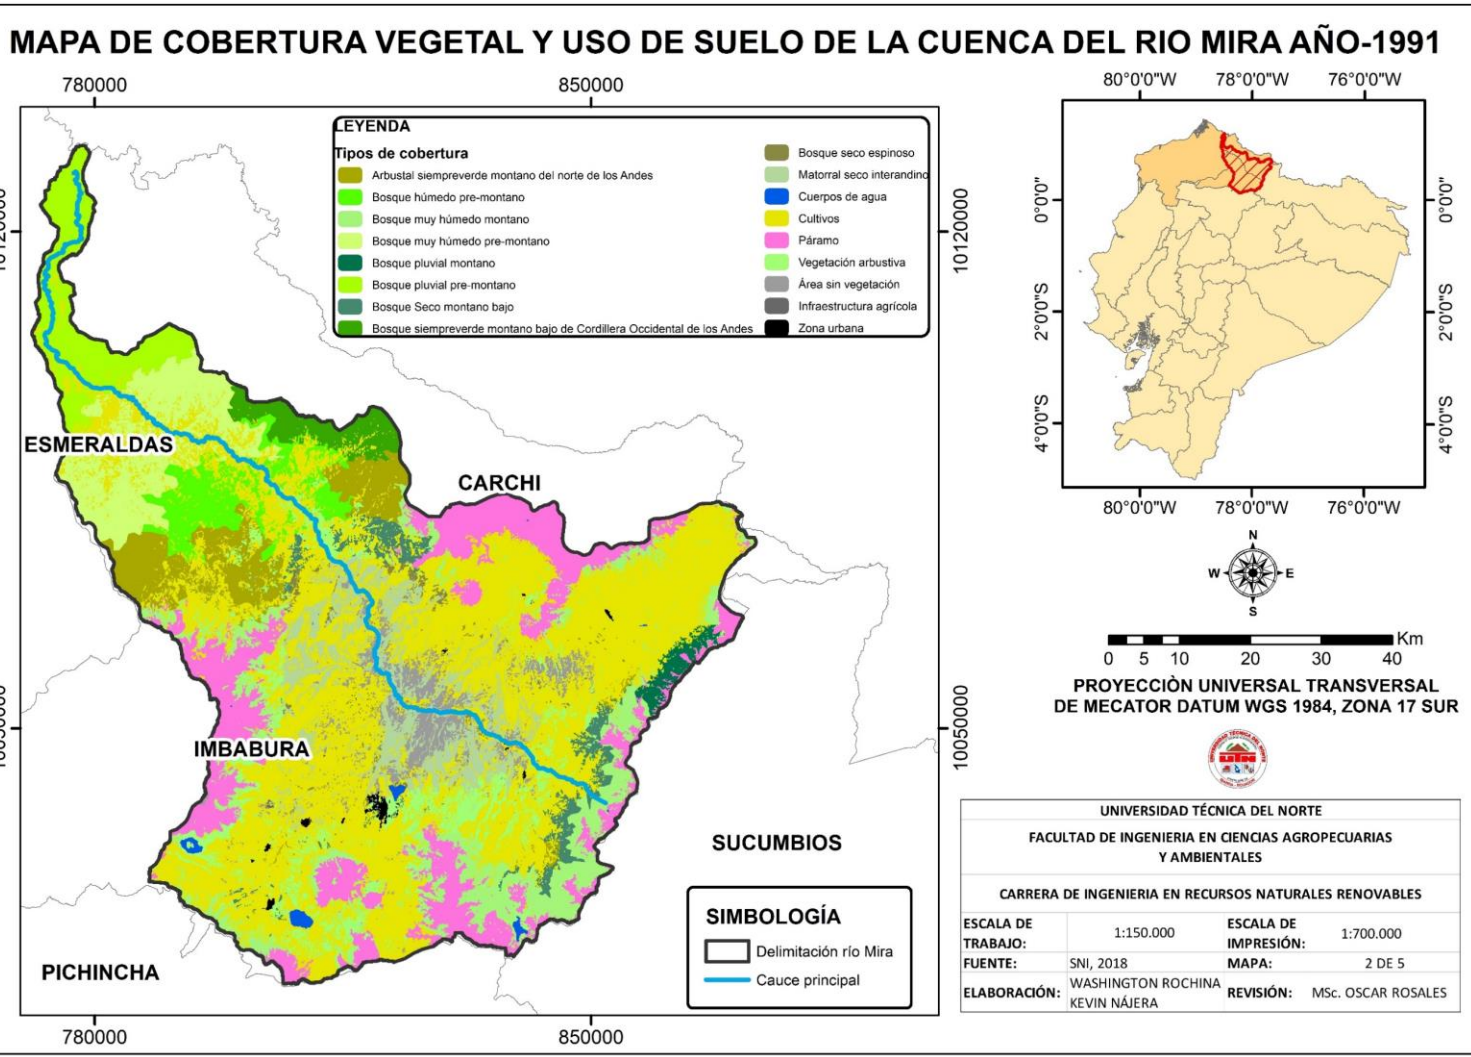 MAPA DE COBERTURA VEGETAL Y USO DE SUELO DE LA CUENCA DEL RIO MIRA AÑO-1991
780000
850000
10120000
10120000
10050000
780000
850000
LEYENDA
Tipos de cobertura
Arbustal siempreverde montano del norte de los Andes
Bosque húmedo pre-montano
Bosque muy húmedo montano
Bosque muy húmedo pre-montano
Bosque pluvial montano
Bosque pluvial pre-montano
Bosque Seco montano bajo
Bosque siempreverde montano bajo de Cordillera Occidental de los Andes
Bosque seco espinoso
Matorral seco interandino
Cuerpos de agua
Cultivos
Páramo
Vegetación arbustiva
Área sin vegetación
Infraestructura agrícola
Zona urbana
ESMERALDAS
CARCHI
IMBABURA
SUCUMBIOS
PICHINCHA
SIMBOLOGÍA
Delimitación río Mira
Cauce principal
80°0'0"W
78°0'0"W
76°0'0"W
0°0'0"
0°0'0"
2°0'0"S
2°0'0"S
4°0'0"S
4°0'0"S
80°0'0"W
78°0'0"W
76°0'0"W
N
W
E
S
0 5 10 20 30 40 Km
PROYECCIÒN UNIVERSAL TRANSVERSAL
DE MECATOR DATUM WGS 1984, ZONA 17 SUR
UNIVERSIDAD TÉCNICA DEL NORTE
UTN
UNIVERSIDAD TÉCNICA DEL NORTE
FACULTAD DE INGENIERIA EN CIENCIAS AGROPECUARIAS
Y AMBIENTALES
CARRERA DE INGENIERIA EN RECURSOS NATURALES RENOVABLES
ESCALA DE TRABAJO: 1:150.000 ESCALA DE IMPRESIÓN: 1:700.000
FUENTE: SNI, 2018 MAPA: 2 DE 5
ELABORACIÓN: WASHINGTON ROCHINA KEVIN NÁJERA REVISIÓN: MSc. OSCAR ROSALES